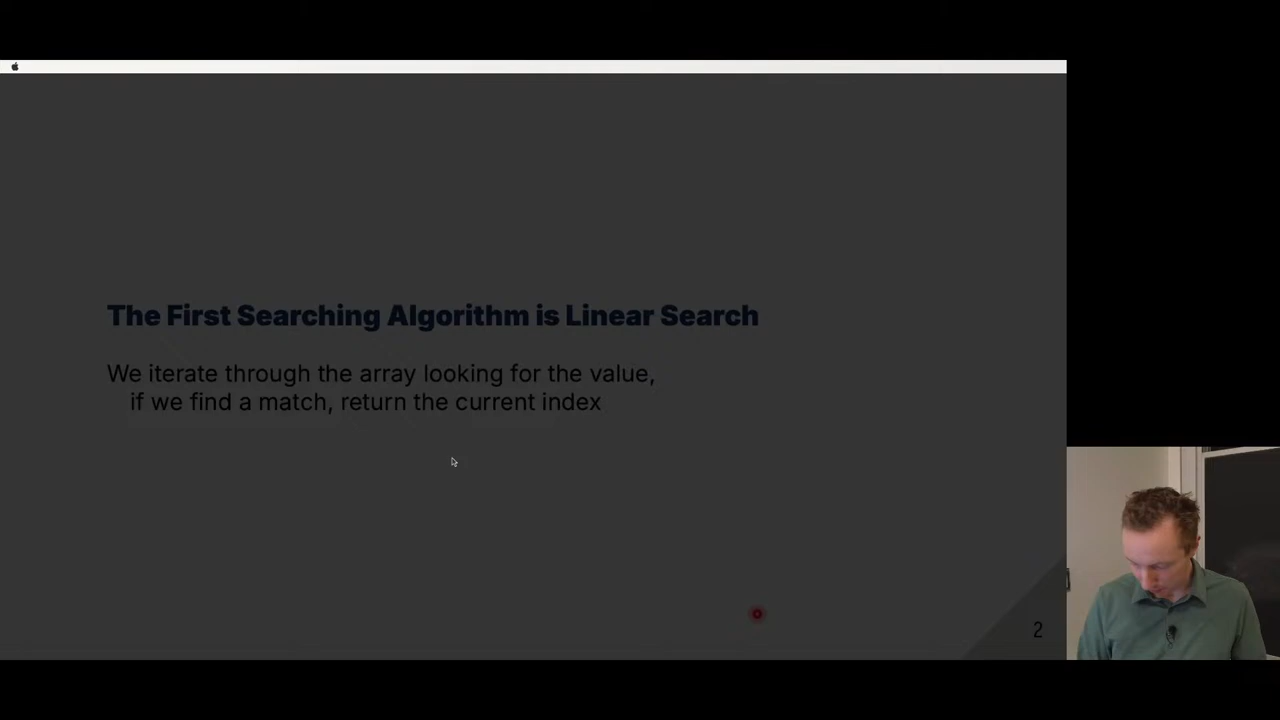 The First Searching Algorithm is Linear Search
We iterate through the array looking for the value,
if we find a match, return the current index
2